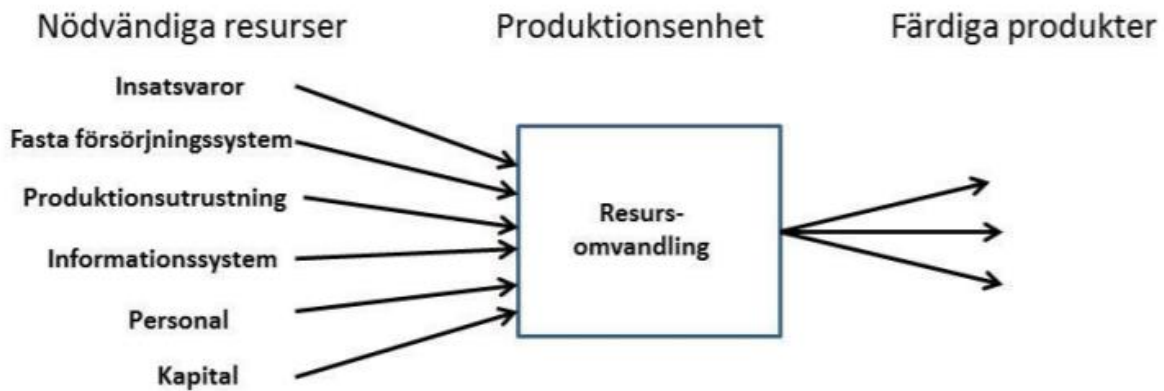 Nödvändiga resurser
Produktionsenhet
Färdiga produkter
Insatsvaror
Fasta försörjningssystem
Produktionsutrustning
Informationssystem
Personal
Kapital
Resurs-
omvandling